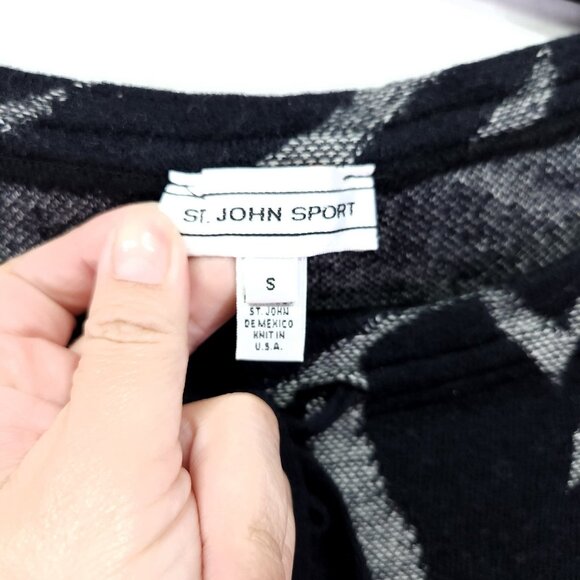 ST. JOHN SPORT
S
ST. JOHN
DE MEXICO
KNIT IN
U.S.A.